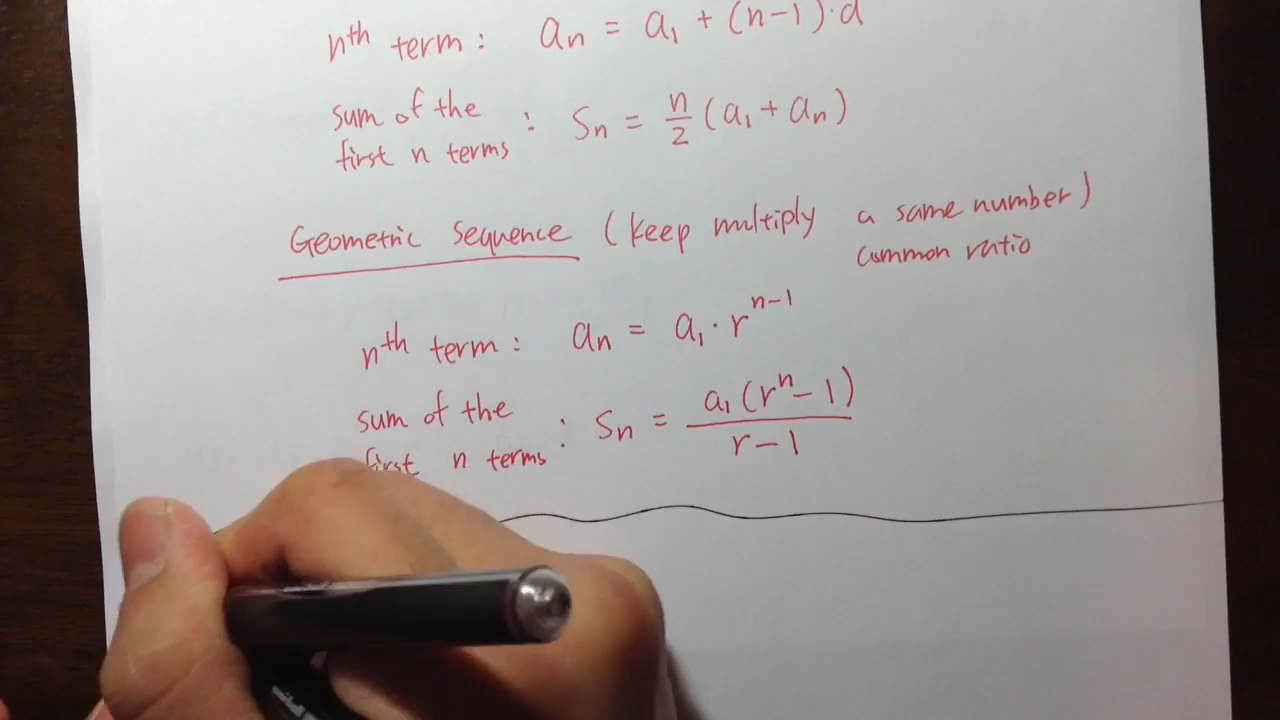 nth term : an = a1 + (n-1)·d
sum of the
first n terms : Sn = n/2 (a1 + an)
Geometric Sequence (keep multiply a same number)
common ratio
nth term : an = a1 · r^(n-1)
sum of the
first n terms : Sn = a1(r^n - 1) / (r - 1)